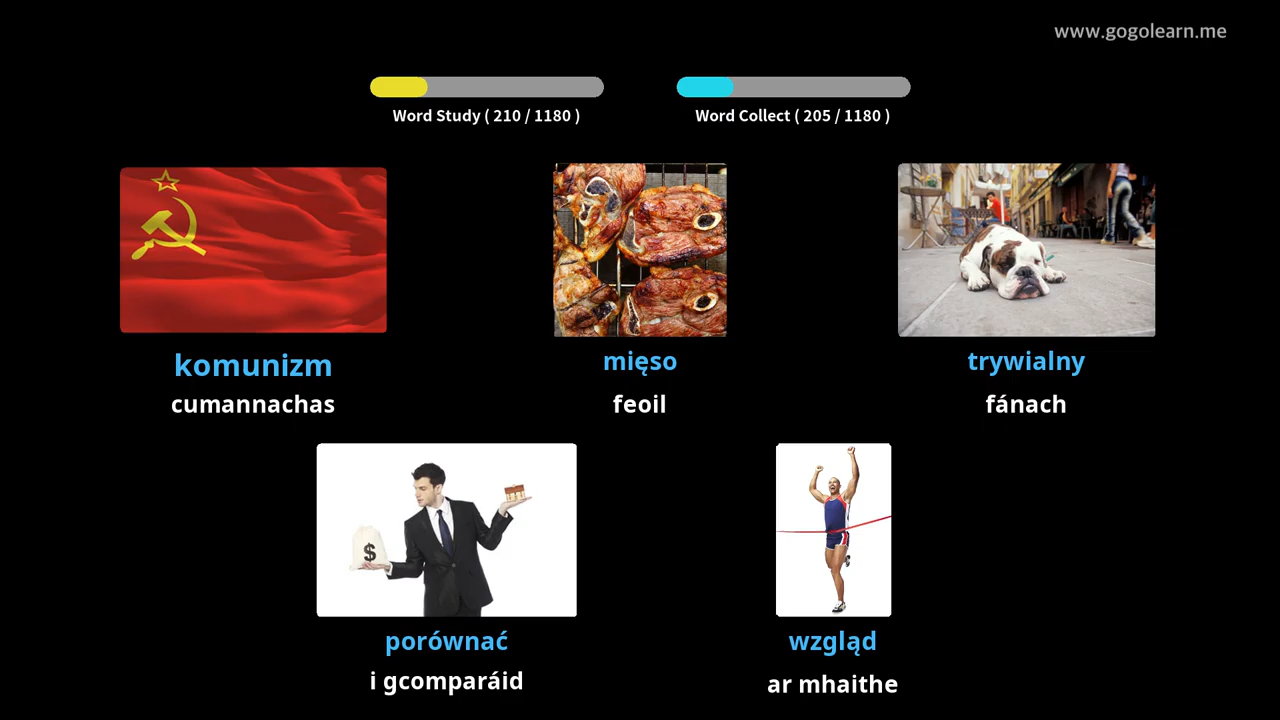 www.gogolearn.me
Word Study ( 210 / 1180 )
Word Collect ( 205 / 1180 )
komunizm
cumannachas
mięso
feoil
trywialny
fánach
$
porównać
i gcomparáid
wzgląd
ar mhaithe